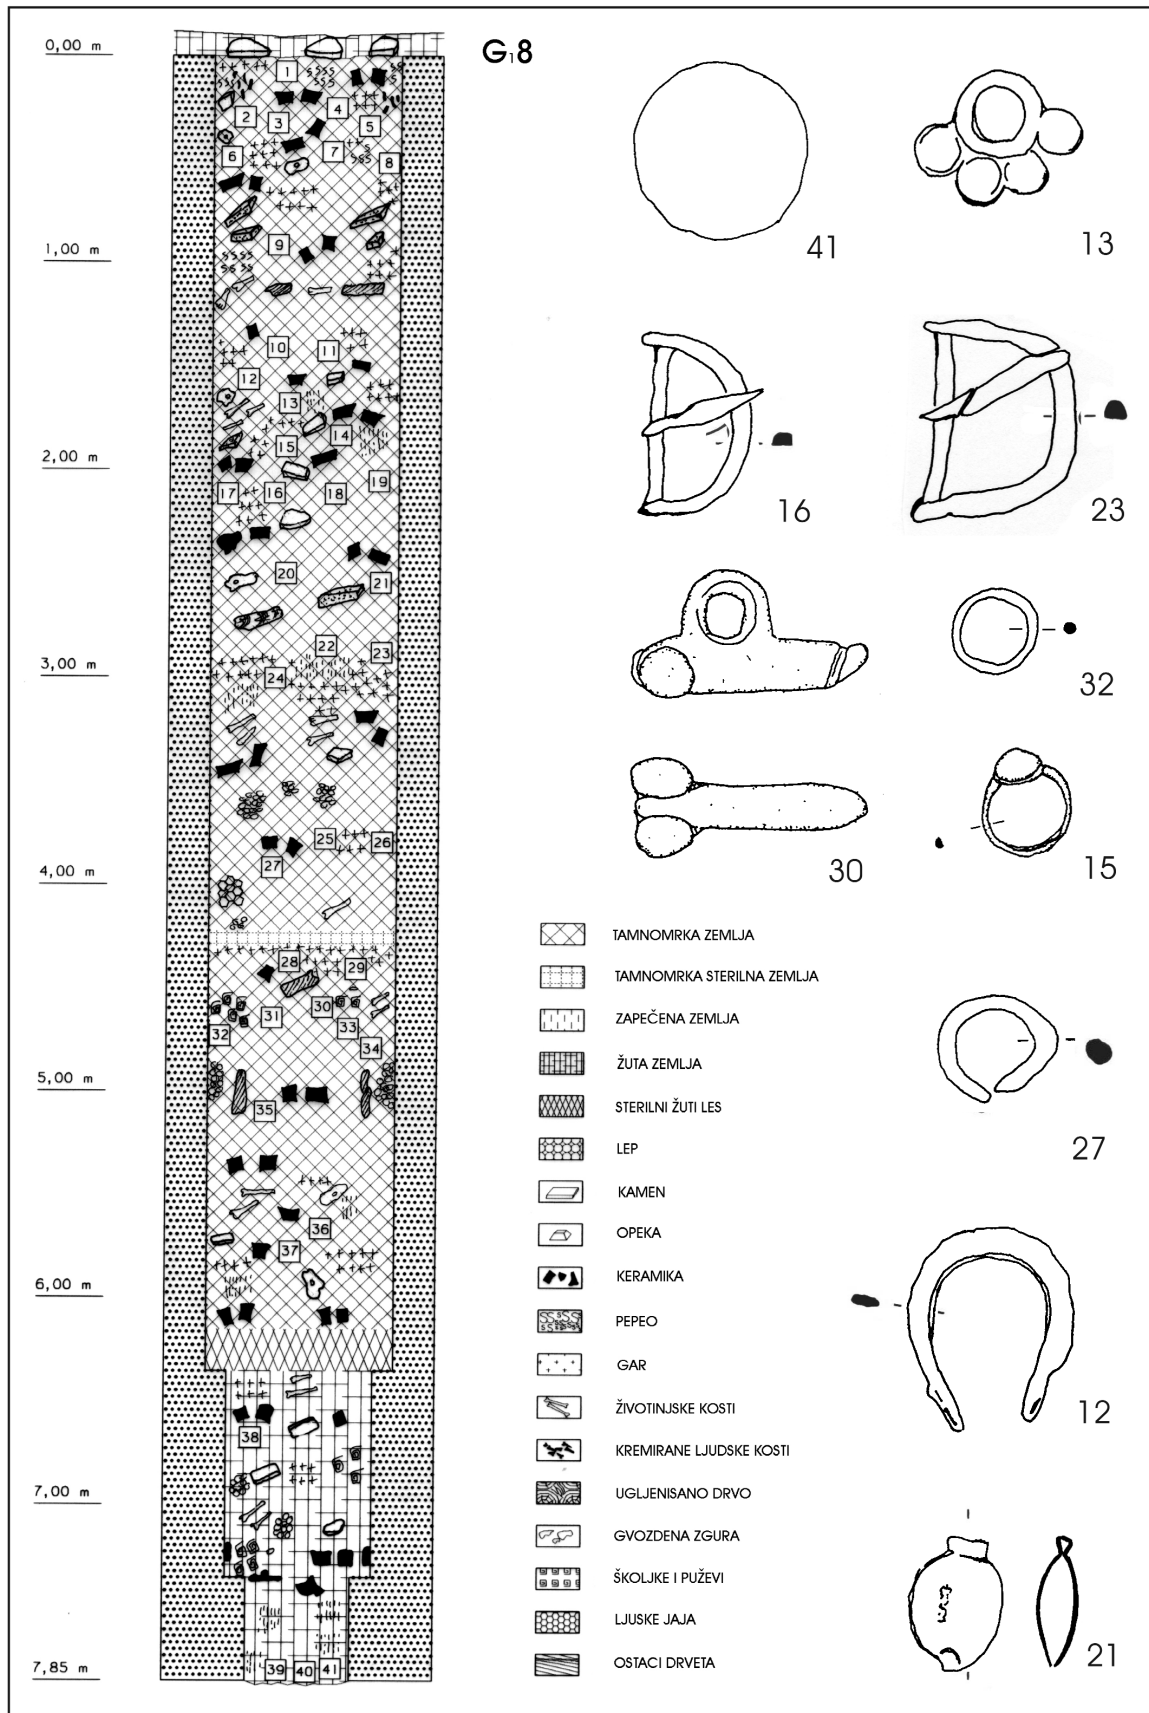 G₁8
0,00 m
1
2
3
4
5
6
7
8
9
1,00 m
10
11
12
13
14
15
2,00 m
16
17
18
19
20
21
22
23
3,00 m
24
25
26
27
4,00 m
28
29
30
31
32
33
34
5,00 m
35
36
37
6,00 m
38
7,00 m
39
40
41
7,85 m
41
13
16
23
32
30
15
27
12
21
TAMNOMRKA ZEMLJA
TAMNOMRKA STERILNA ZEMLJA
ZAPEČENA ZEMLJA
ŽUTA ZEMLJA
STERILNI ŽUTI LES
LEP
KAMEN
OPEKA
KERAMIKA
PEPEO
GAR
ŽIVOTINJSKE KOSTI
KREMIRANE LJUDSKE KOSTI
UGLJENISANO DRVO
GVOZDENA ZGURA
ŠKOLJKE I PUŽEVI
LJUSKE JAJA
OSTACI DRVETA